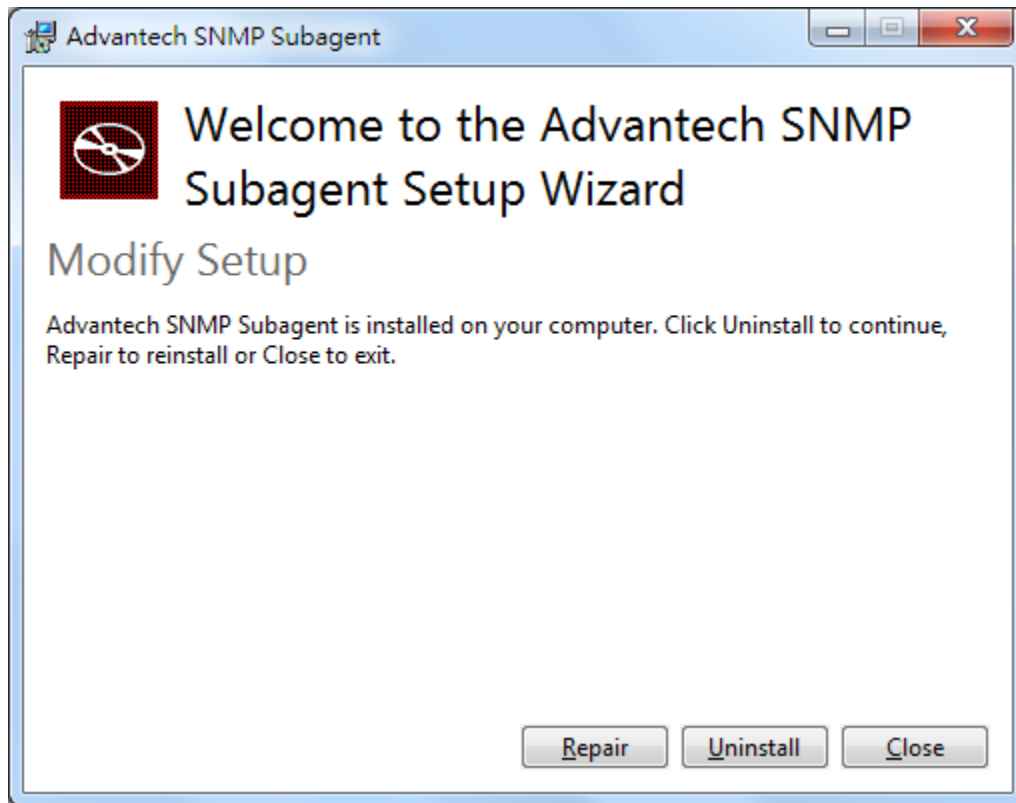 Advantech SNMP Subagent
Welcome to the Advantech SNMP
Subagent Setup Wizard
Modify Setup
Advantech SNMP Subagent is installed on your computer. Click Uninstall to continue,
Repair to reinstall or Close to exit.
Repair Uninstall Close